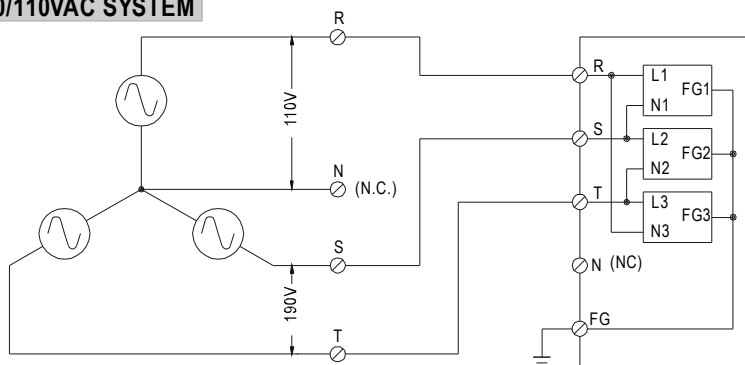 0/110VAC SYSTEM
R
110V
N
(N.C.)
S
190V
T
R
L1
FG1
N1
S
L2
FG2
N2
T
L3
FG3
N3
N (NC)
FG